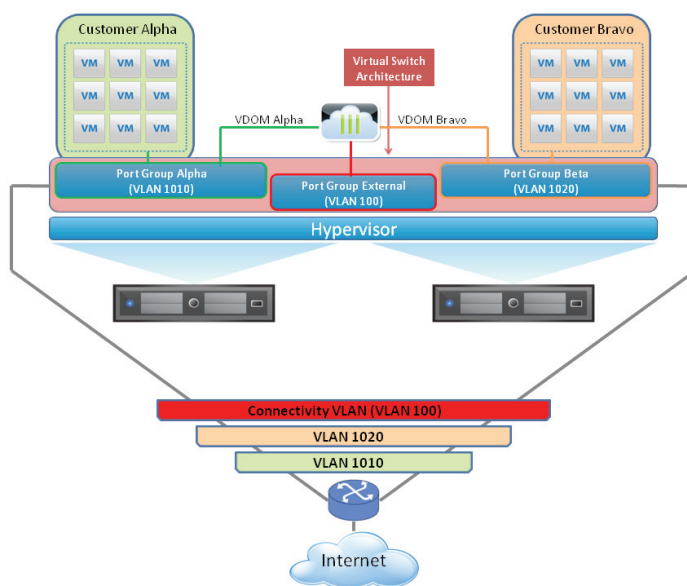 Customer Alpha
Customer Bravo
VM VM VM
VM VM VM
VM VM VM
Virtual Switch
Architecture
VM VM VM
VM VM VM
VM VM VM
VDOM Alpha
VDOM Bravo
Port Group Alpha
(VLAN 1010)
Port Group External
(VLAN 100)
Port Group Beta
(VLAN 1020)
Hypervisor
Connectivity VLAN (VLAN 100)
VLAN 1020
VLAN 1010
Internet